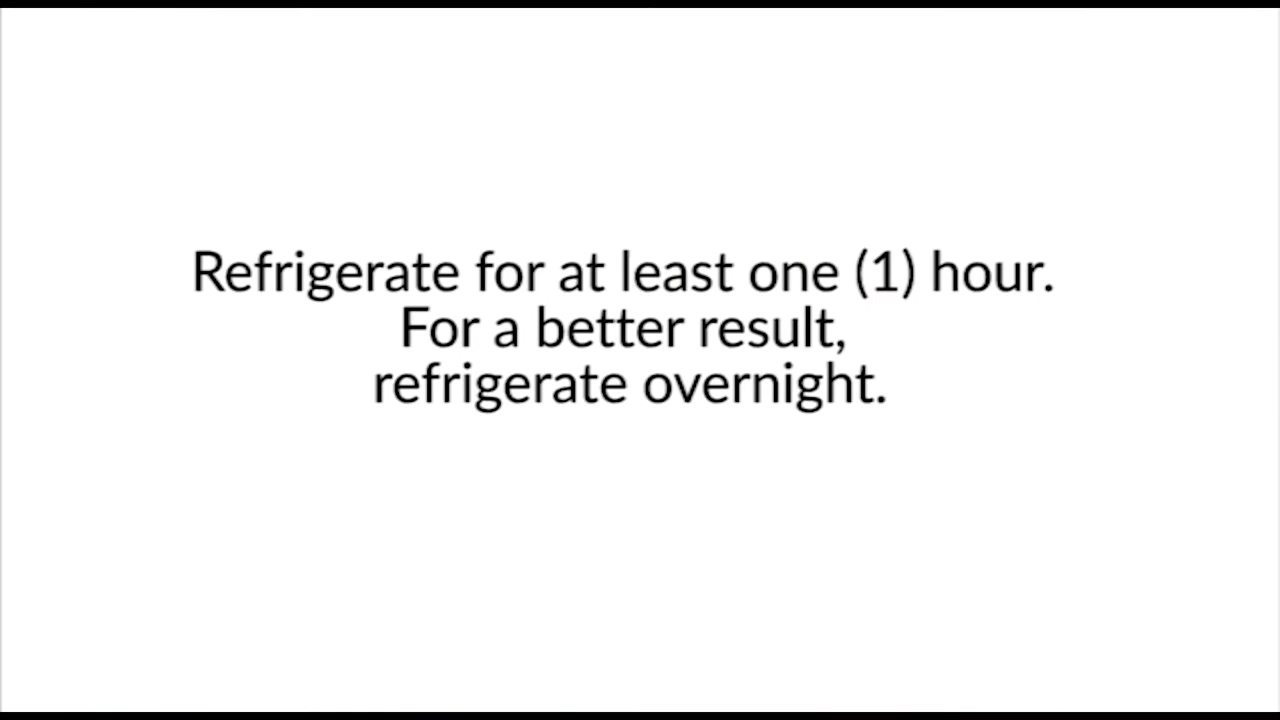 Refrigerate for at least one (1) hour.
For a better result,
refrigerate overnight.